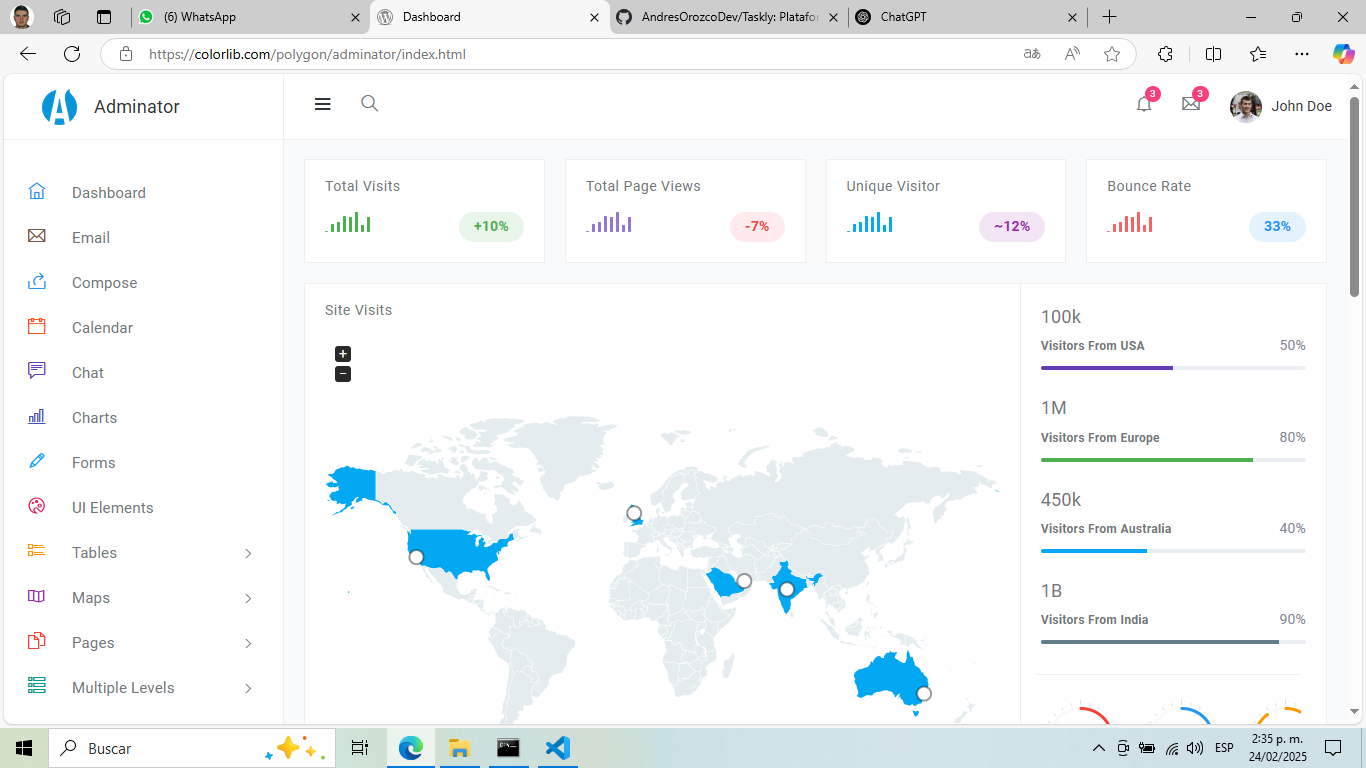 (6) WhatsApp
Dashboard
AndresOrozcoDev/Taskly: Platafor
ChatGPT
https://colorlib.com/polygon/adminator/index.html
aあ
A
Adminator
3
3
John Doe
Dashboard
Email
Compose
Calendar
Chat
Charts
Forms
UI Elements
Tables
Maps
Pages
Multiple Levels
Total Visits
+10%
Total Page Views
-7%
Unique Visitor
~12%
Bounce Rate
33%
Site Visits
+
−
100k
Visitors From USA 50%
1M
Visitors From Europe 80%
450k
Visitors From Australia 40%
1B
Visitors From India 90%
Buscar
ESP
2:35 p. m.
24/02/2025